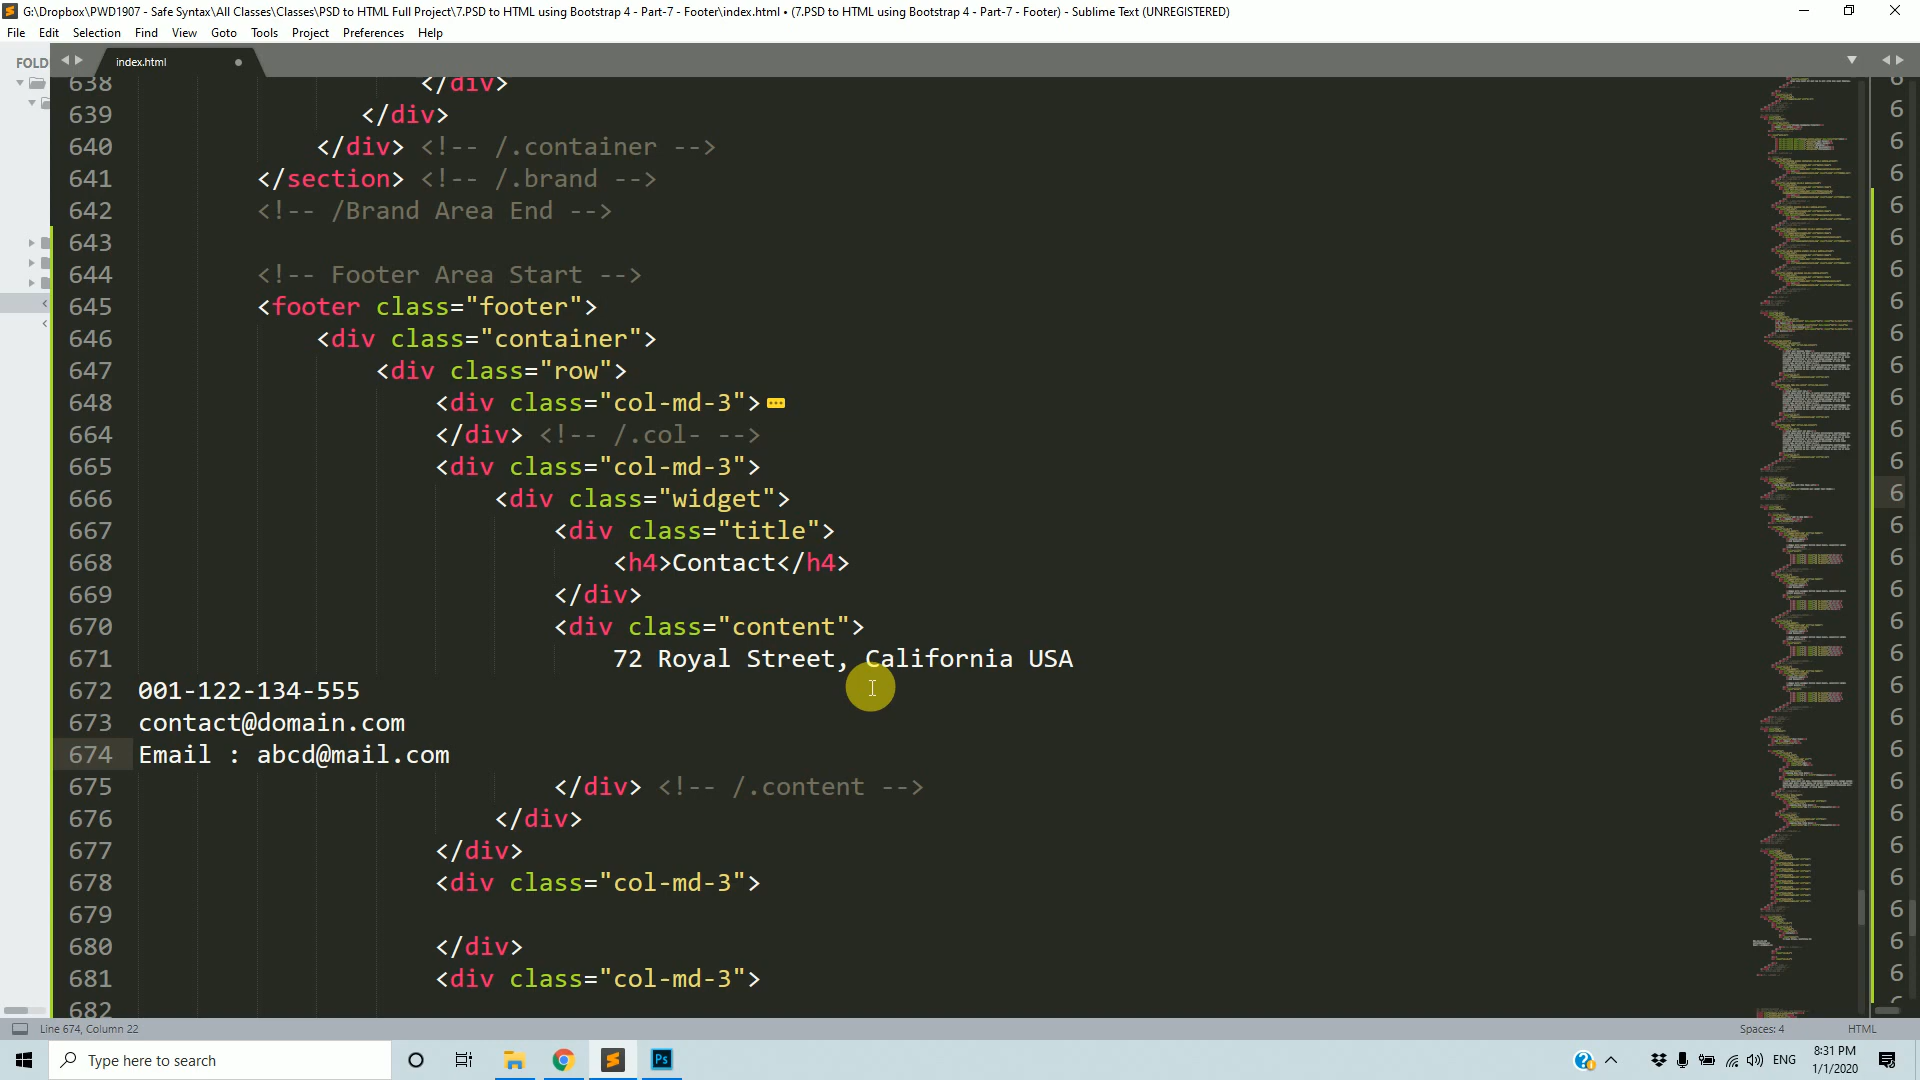 G:\Dropbox\PWD1907 - Safe Syntax\All Classes\Classes\PSD to HTML Full Project\7.PSD to HTML using Bootstrap 4 - Part-7 - Footer\index.html • (7.PSD to HTML using Bootstrap 4 - Part-7 - Footer) - Sublime Text (UNREGISTERED)
File Edit Selection Find View Goto Tools Project Preferences Help
FOLD
index.html
638 </div>
639 </div>
640 </div> <!-- /.container -->
641 </section> <!-- /.brand -->
642 <!-- /Brand Area End -->
643
644 <!-- Footer Area Start -->
645 <footer class="footer">
646 <div class="container">
647 <div class="row">
648 <div class="col-md-3">
664 </div> <!-- /.col- -->
665 <div class="col-md-3">
666 <div class="widget">
667 <div class="title">
668 <h4>Contact</h4>
669 </div>
670 <div class="content">
671 72 Royal Street, California USA
672 001-122-134-555
673 contact@domain.com
674 Email : abcd@mail.com
675 </div> <!-- /.content -->
676 </div>
677 </div>
678 <div class="col-md-3">
679
680 </div>
681 <div class="col-md-3">
682
Line 674, Column 22
Spaces: 4 HTML
Type here to search
Ps
ENG
8:31 PM
1/1/2020